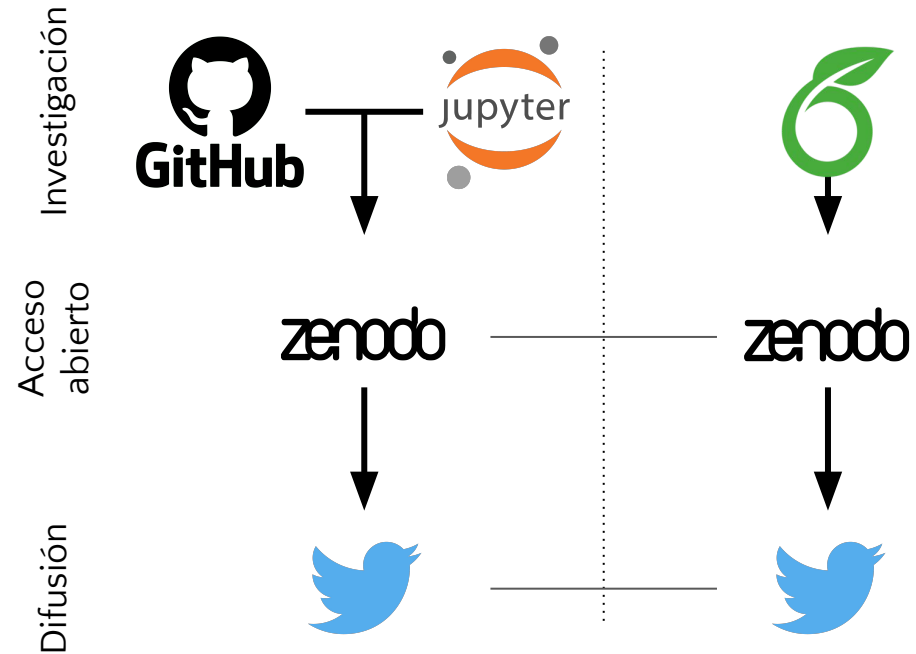 Investigación
GitHub
jupyter
Acceso
abierto
zenodo
zenodo
Difusión